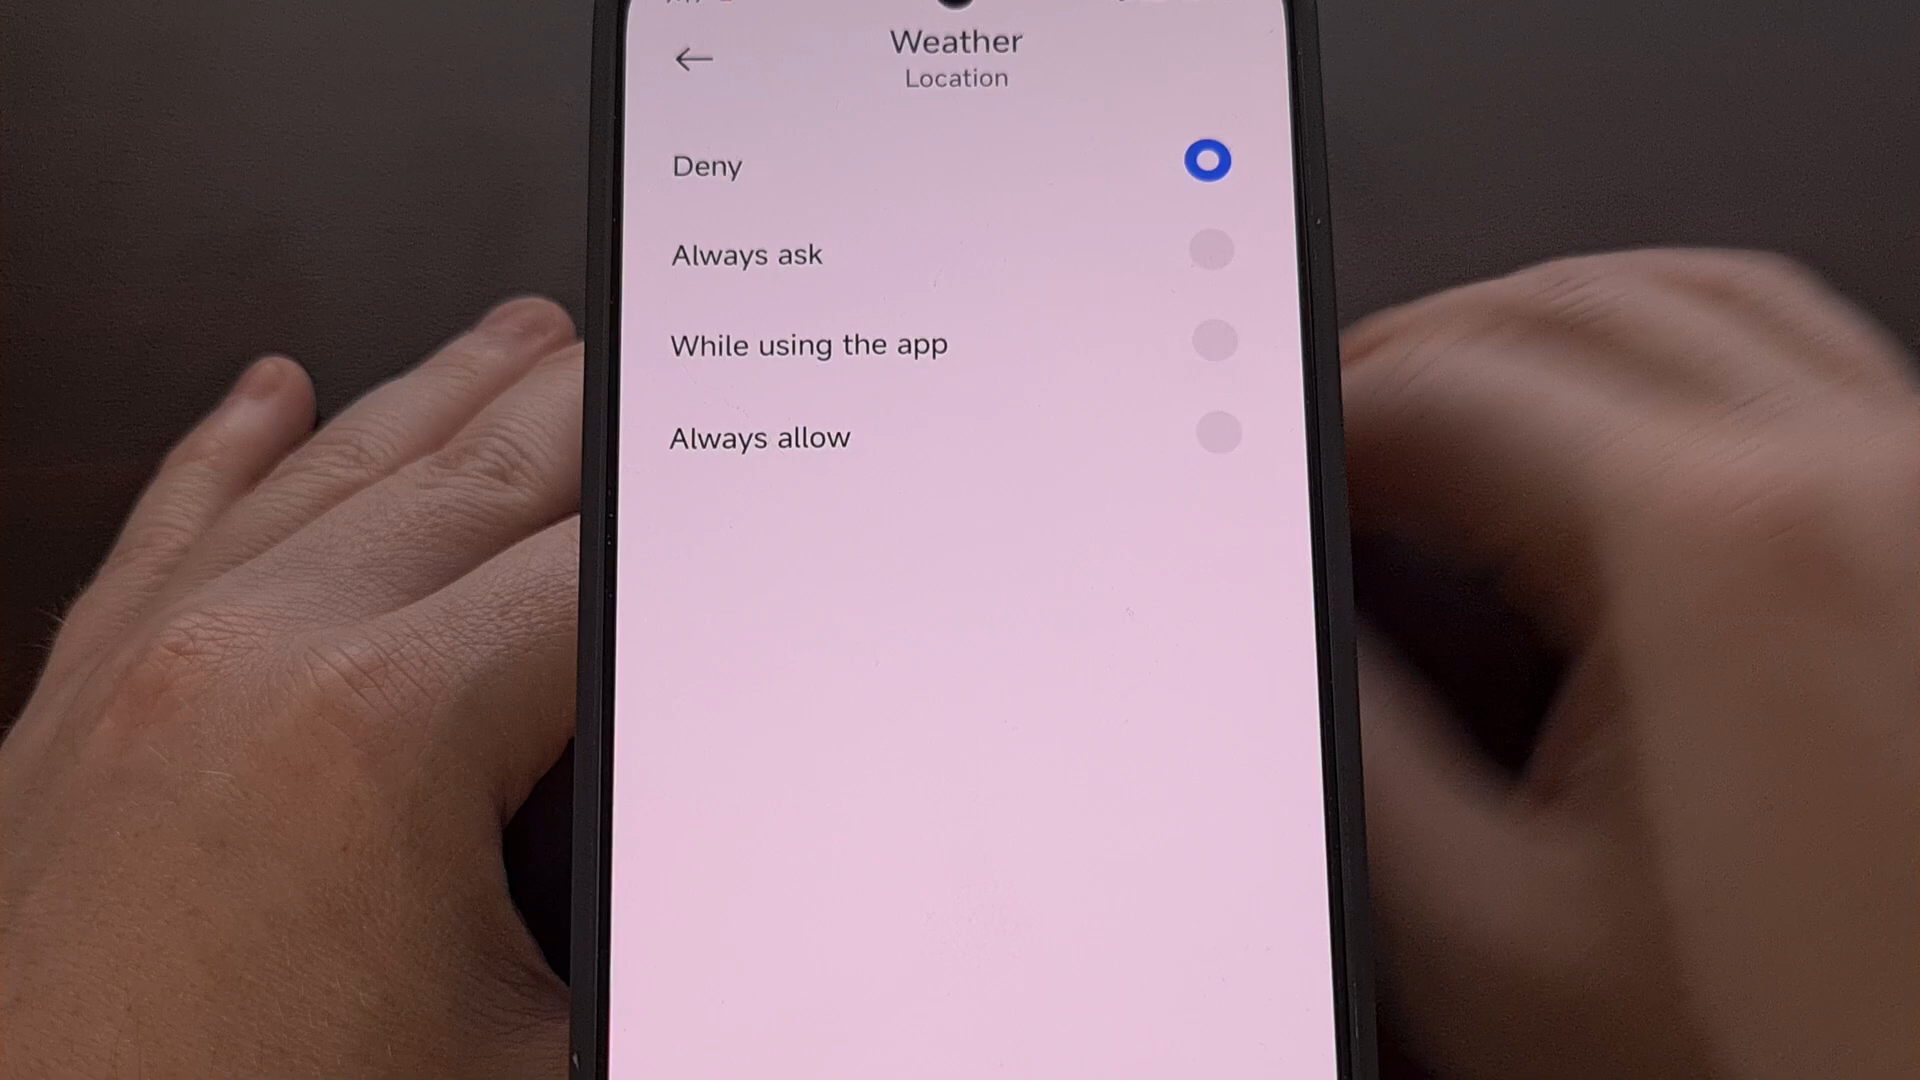 Weather
Location
Deny
Always ask
While using the app
Always allow